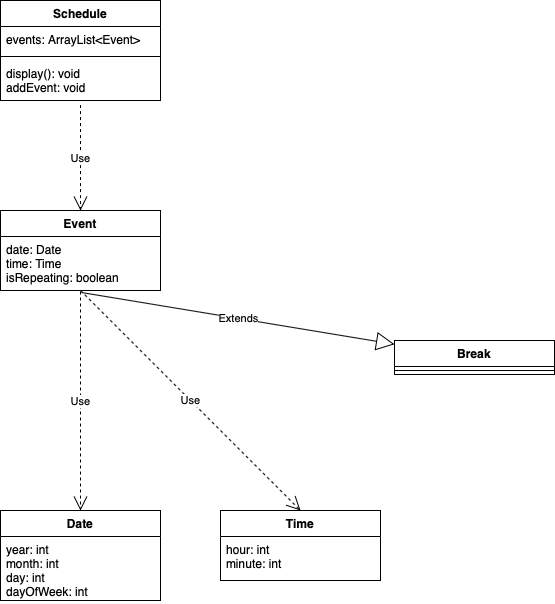 Schedule
events: ArrayList<Event>
display(): void
addEvent: void
Use
Event
date: Date
time: Time
isRepeating: boolean
Extends
Break
Use
Use
Date
year: int
month: int
day: int
dayOfWeek: int
Time
hour: int
minute: int